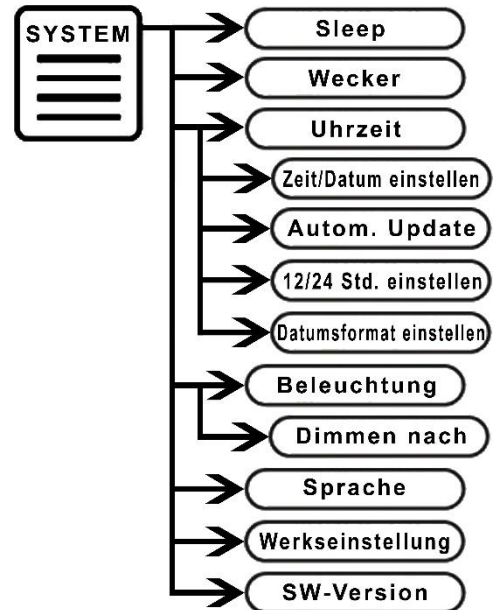 SYSTEM
Sleep
Wecker
Uhrzeit
Zeit/Datum einstellen
Autom. Update
12/24 Std. einstellen
Datumsformat einstellen
Beleuchtung
Dimmen nach
Sprache
Werkseinstellung
SW-Version